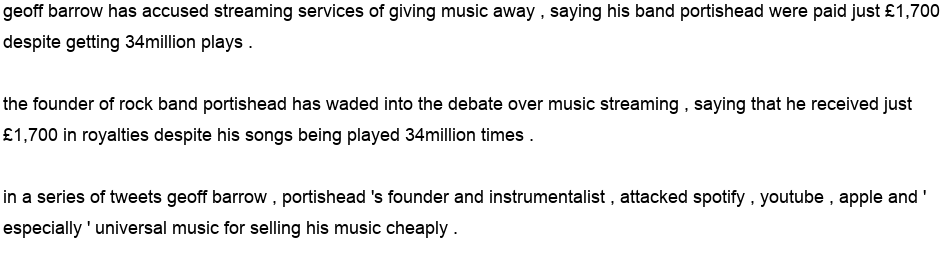 geoff barrow has accused streaming services of giving music away , saying his band portishead were paid just £1,700
despite getting 34million plays .
the founder of rock band portishead has waded into the debate over music streaming , saying that he received just
£1,700 in royalties despite his songs being played 34million times .
in a series of tweets geoff barrow , portishead 's founder and instrumentalist , attacked spotify , youtube , apple and '
especially ' universal music for selling his music cheaply .